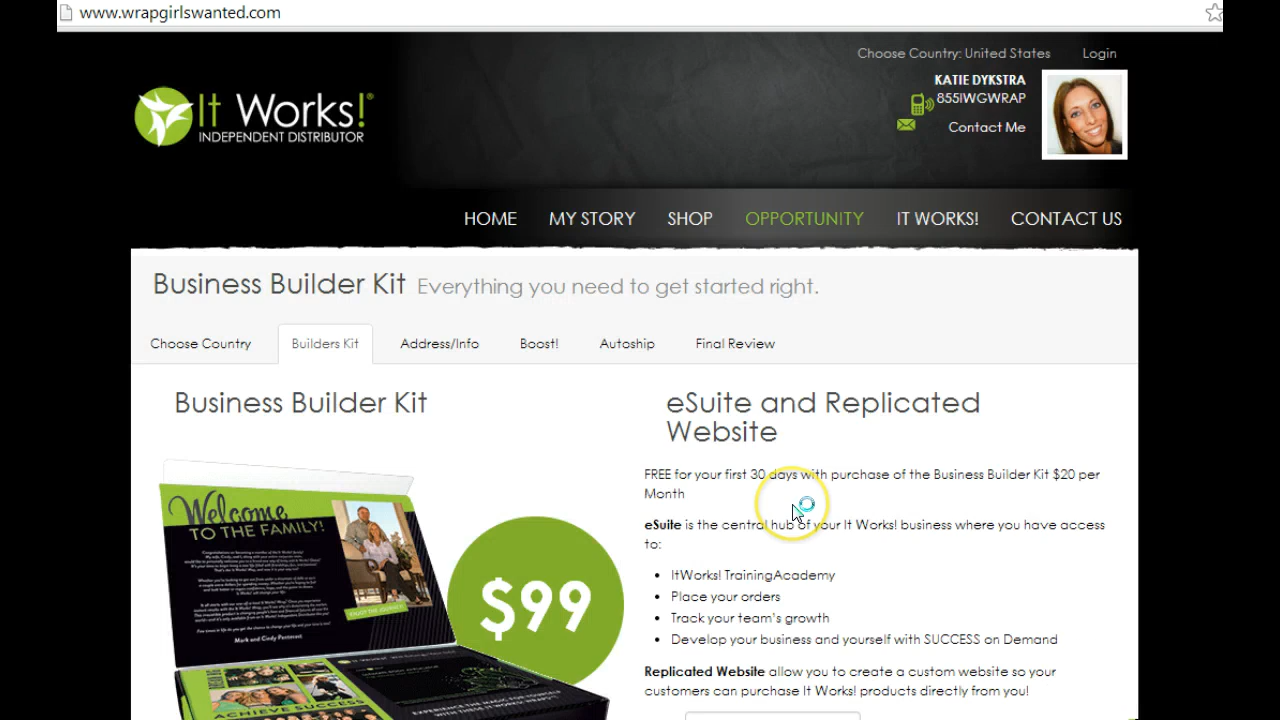 www.wrapgirlswanted.com
Choose Country: United States Login
KATIE DYKSTRA
855IWGWRAP
Contact Me
It Works!®
INDEPENDENT DISTRIBUTOR
HOME MY STORY SHOP OPPORTUNITY IT WORKS! CONTACT US
Business Builder Kit Everything you need to get started right.
Choose Country Builders Kit Address/Info Boost! Autoship Final Review
Business Builder Kit
eSuite and Replicated
Website
FREE for your first 30 days with purchase of the Business Builder Kit $20 per
Month
eSuite is the central hub of your It Works! business where you have access
to:
• ItWorks! TrainingAcademy
• Place your orders
• Track your team's growth
• Develop your business and yourself with SUCCESS on Demand
Replicated Website allow you to create a custom website so your
customers can purchase It Works! products directly from you!
Welcome
TO THE FAMILY!
Mark and Cindy Pentecost
ENJOY THE JOURNEY
$99
ACHIEVE SUCCESS